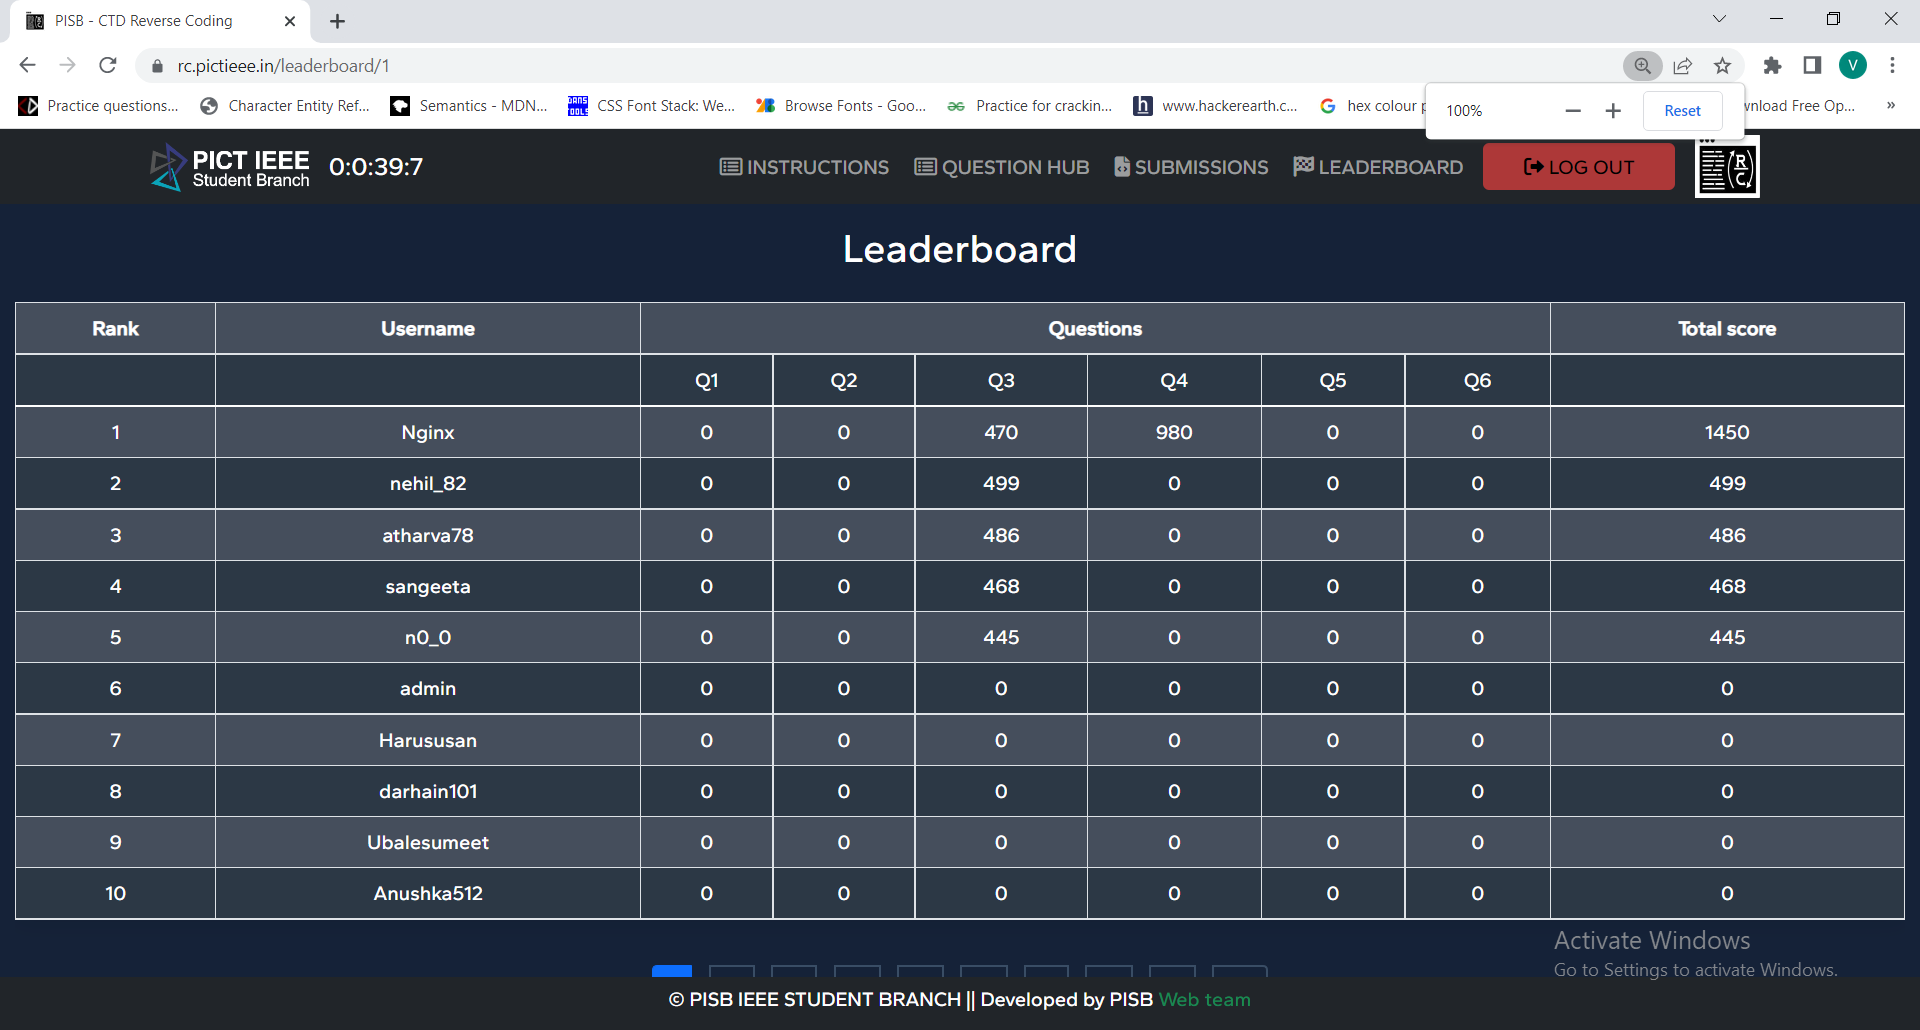 PISB - CTD Reverse Coding
rc.pictieee.in/leaderboard/1
V
Practice questions... Character Entity Ref... Semantics - MDN... CSS Font Stack: We... Browse Fonts - Goo... Practice for crackin... www.hackerearth.c... hex colour wnload Free Op... »
100% Reset
PICT IEEE
Student Branch
0:0:39:7 INSTRUCTIONS QUESTION HUB SUBMISSIONS LEADERBOARD LOG OUT
R
C
Leaderboard
Rank Username Questions Total score
Q1 Q2 Q3 Q4 Q5 Q6
1 Nginx 0 0 470 980 0 0 1450
2 nehil_82 0 0 499 0 0 0 499
3 atharva78 0 0 486 0 0 0 486
4 sangeeta 0 0 468 0 0 0 468
5 n0_0 0 0 445 0 0 0 445
6 admin 0 0 0 0 0 0 0
7 Harususan 0 0 0 0 0 0 0
8 darhain101 0 0 0 0 0 0 0
9 Ubalesumeet 0 0 0 0 0 0 0
10 Anushka512 0 0 0 0 0 0 0
Activate Windows
Go to Settings to activate Windows.
© PISB IEEE STUDENT BRANCH || Developed by PISB Web team